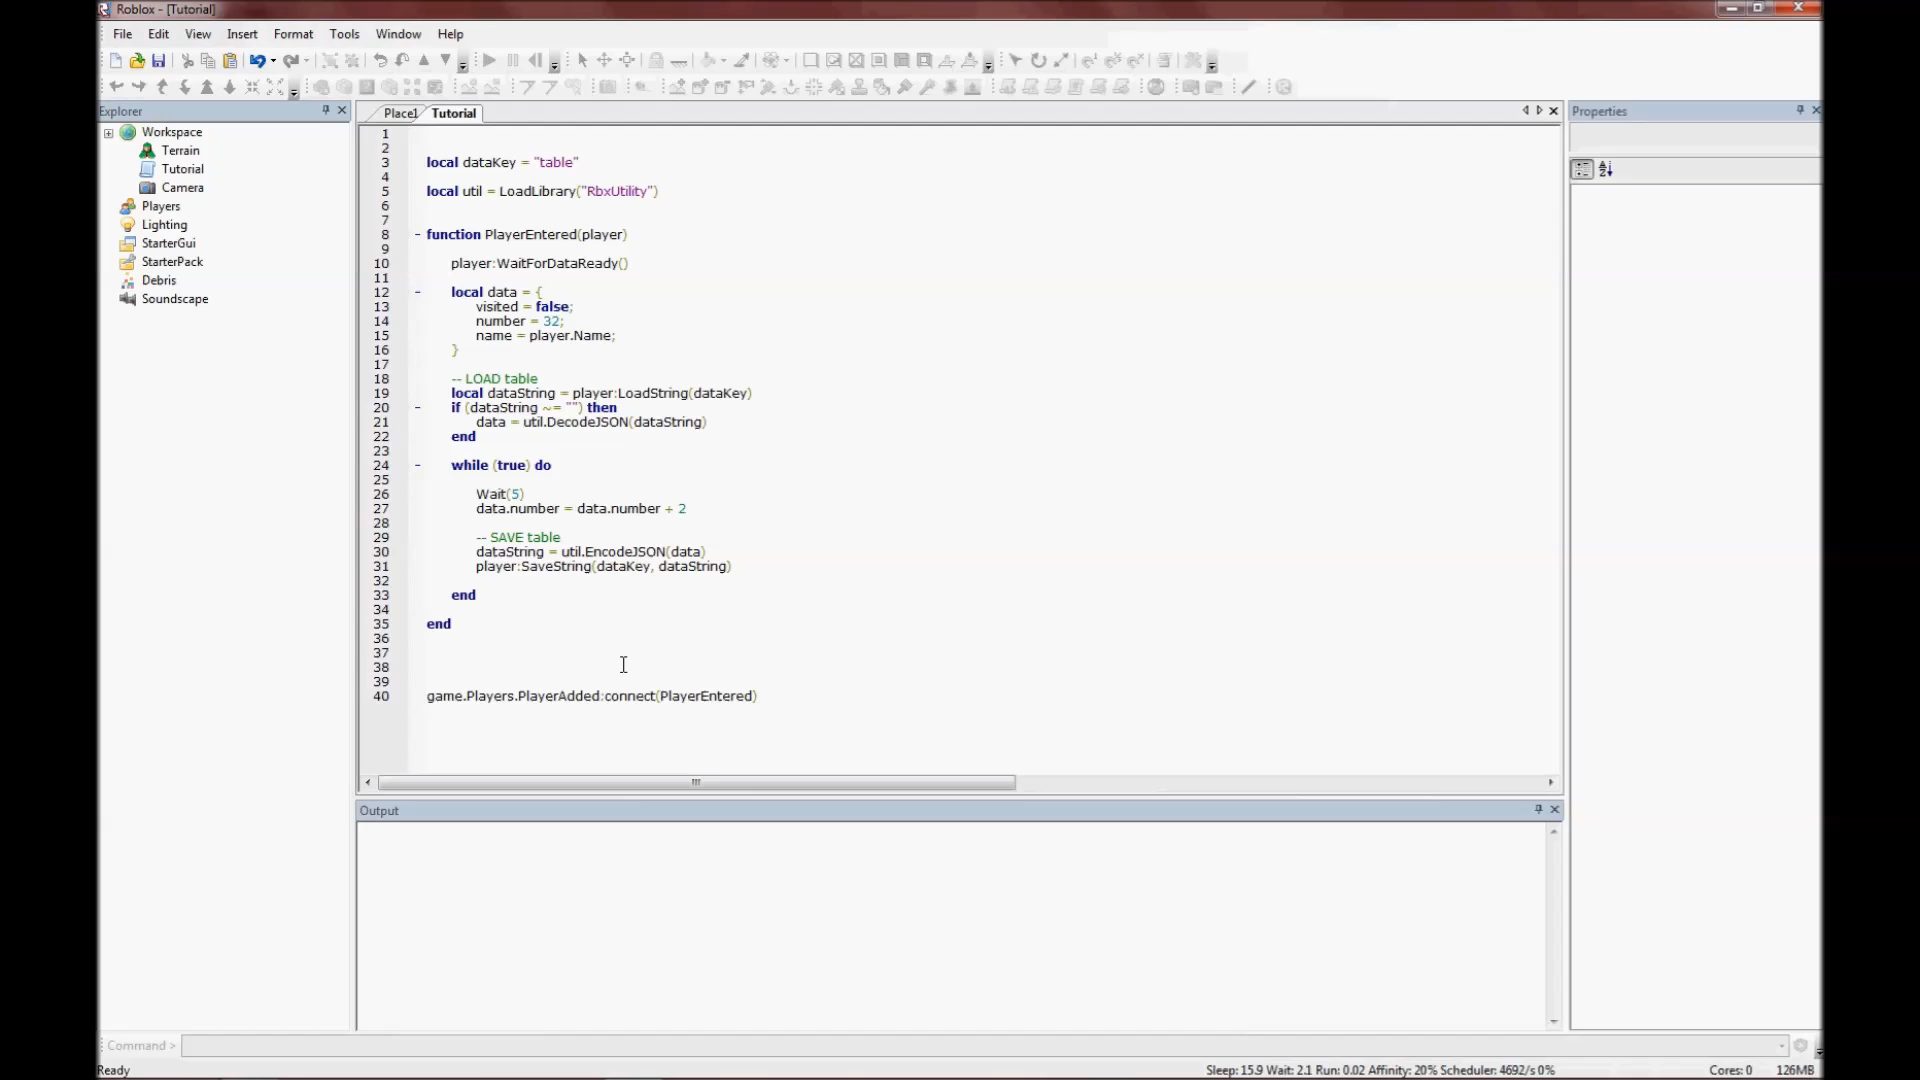 Roblox - [Tutorial]
File Edit View Insert Format Tools Window Help
Explorer
Workspace
Terrain
Tutorial
Camera
Players
Lighting
StarterGui
StarterPack
Debris
Soundscape
Place1 Tutorial
1
2
3 local dataKey = "table"
4
5 local util = LoadLibrary("RbxUtility")
6
7
8 function PlayerEntered(player)
9
10 player:WaitForDataReady()
11
12 local data = {
13 visited = false;
14 number = 32;
15 name = player.Name;
16 }
17
18 -- LOAD table
19 local dataString = player:LoadString(dataKey)
20 if (dataString ~= "") then
21 data = util.DecodeJSON(dataString)
22 end
23
24 while (true) do
25
26 Wait(5)
27 data.number = data.number + 2
28
29 -- SAVE table
30 dataString = util.EncodeJSON(data)
31 player:SaveString(dataKey, dataString)
32
33 end
34
35 end
36
37
38
39
40 game.Players.PlayerAdded:connect(PlayerEntered)
Output
Properties
Command >
Ready
Sleep: 15.9 Wait: 2.1 Run: 0.02 Affinity: 20% Scheduler: 4692/s 0%
Cores: 0
126MB